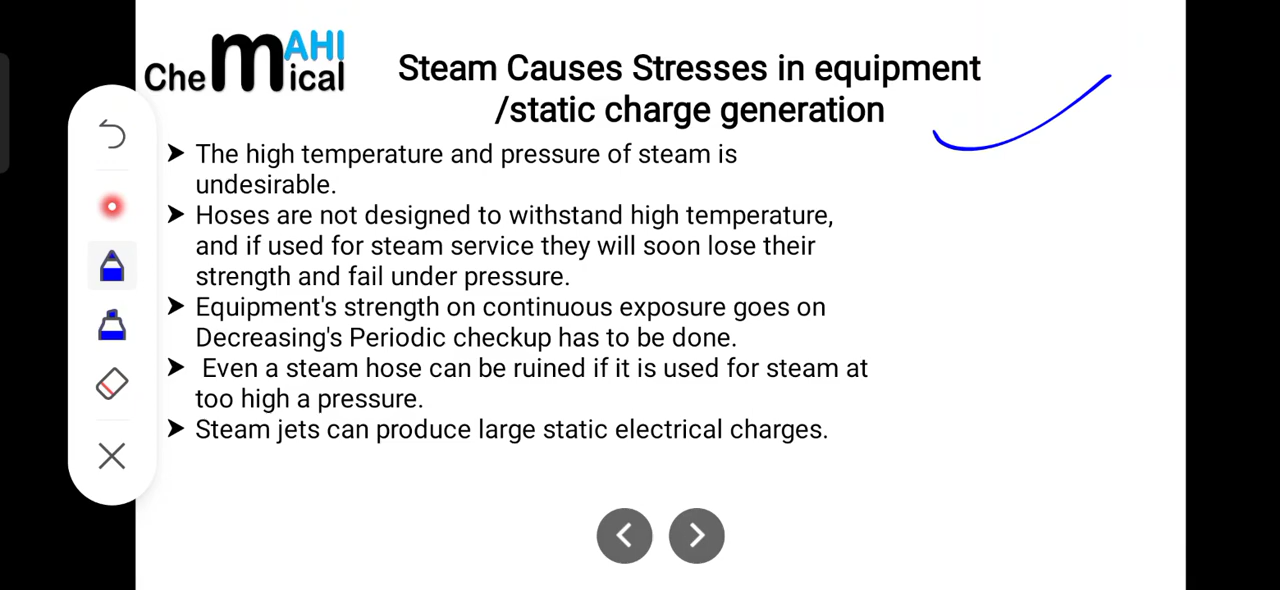 CheMical MAHI
Steam Causes Stresses in equipment
/static charge generation
➤ The high temperature and pressure of steam is
undesirable.
➤ Hoses are not designed to withstand high temperature,
and if used for steam service they will soon lose their
strength and fail under pressure.
➤ Equipment's strength on continuous exposure goes on
Decreasing's Periodic checkup has to be done.
➤ Even a steam hose can be ruined if it is used for steam at
too high a pressure.
➤ Steam jets can produce large static electrical charges.